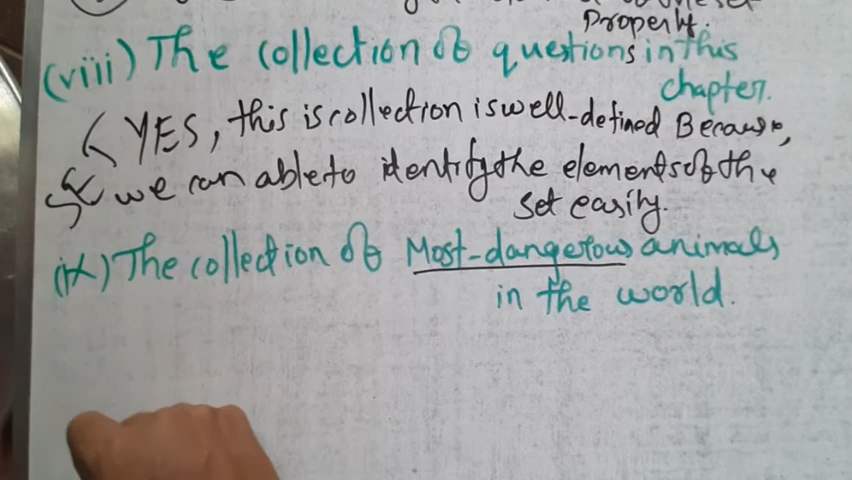 Property.
(viii) The collection of questions in this
chapter.
YES, this is collection is well-defined Because,
we can able to identify the elements of the
set easily.
(ix) The collection of Most-dangerous animals
in the world.